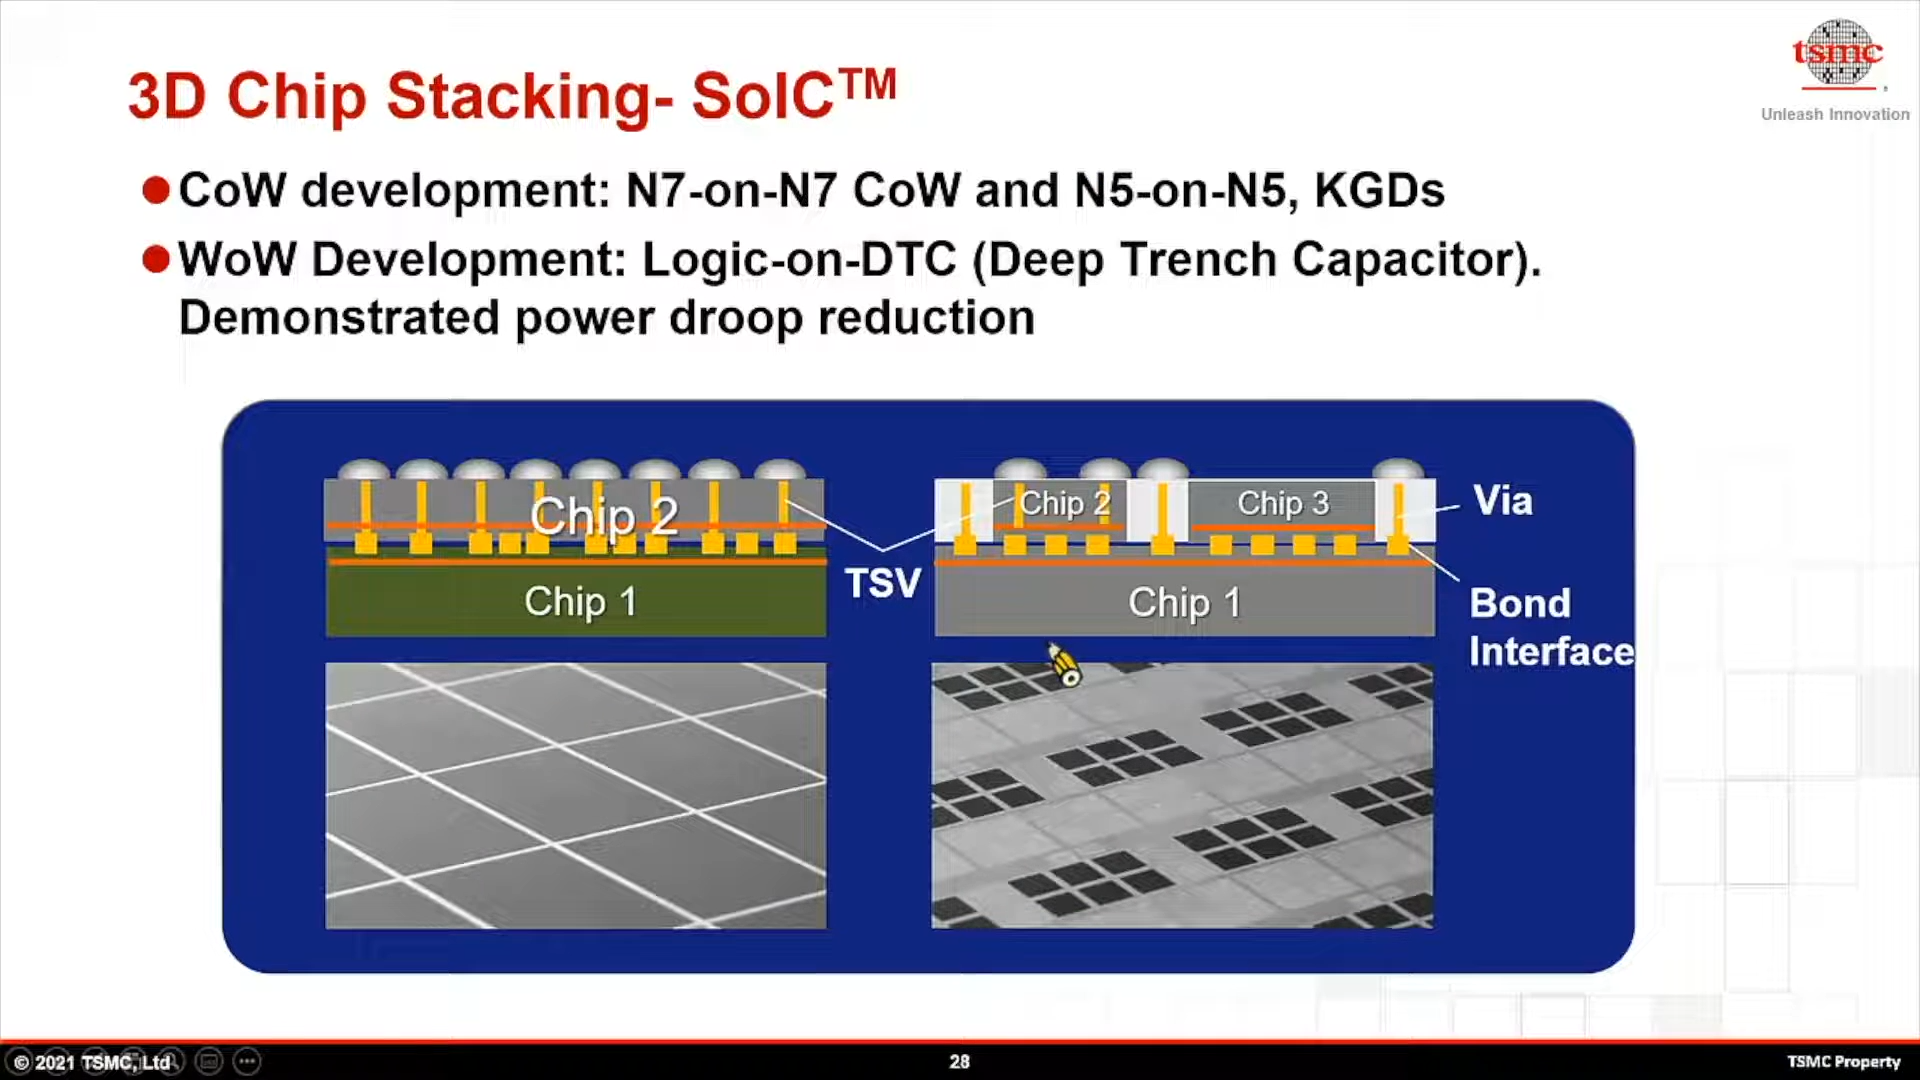 tsmc
Unleash Innovation
3D Chip Stacking- SoIC™
CoW development: N7-on-N7 CoW and N5-on-N5, KGDs
WoW Development: Logic-on-DTC (Deep Trench Capacitor).
Demonstrated power droop reduction
Chip 2
Chip 1
TSV
Chip 2
Chip 3
Chip 1
Via
Bond
Interface
© 2021 TSMC, Ltd
28
TSMC Property